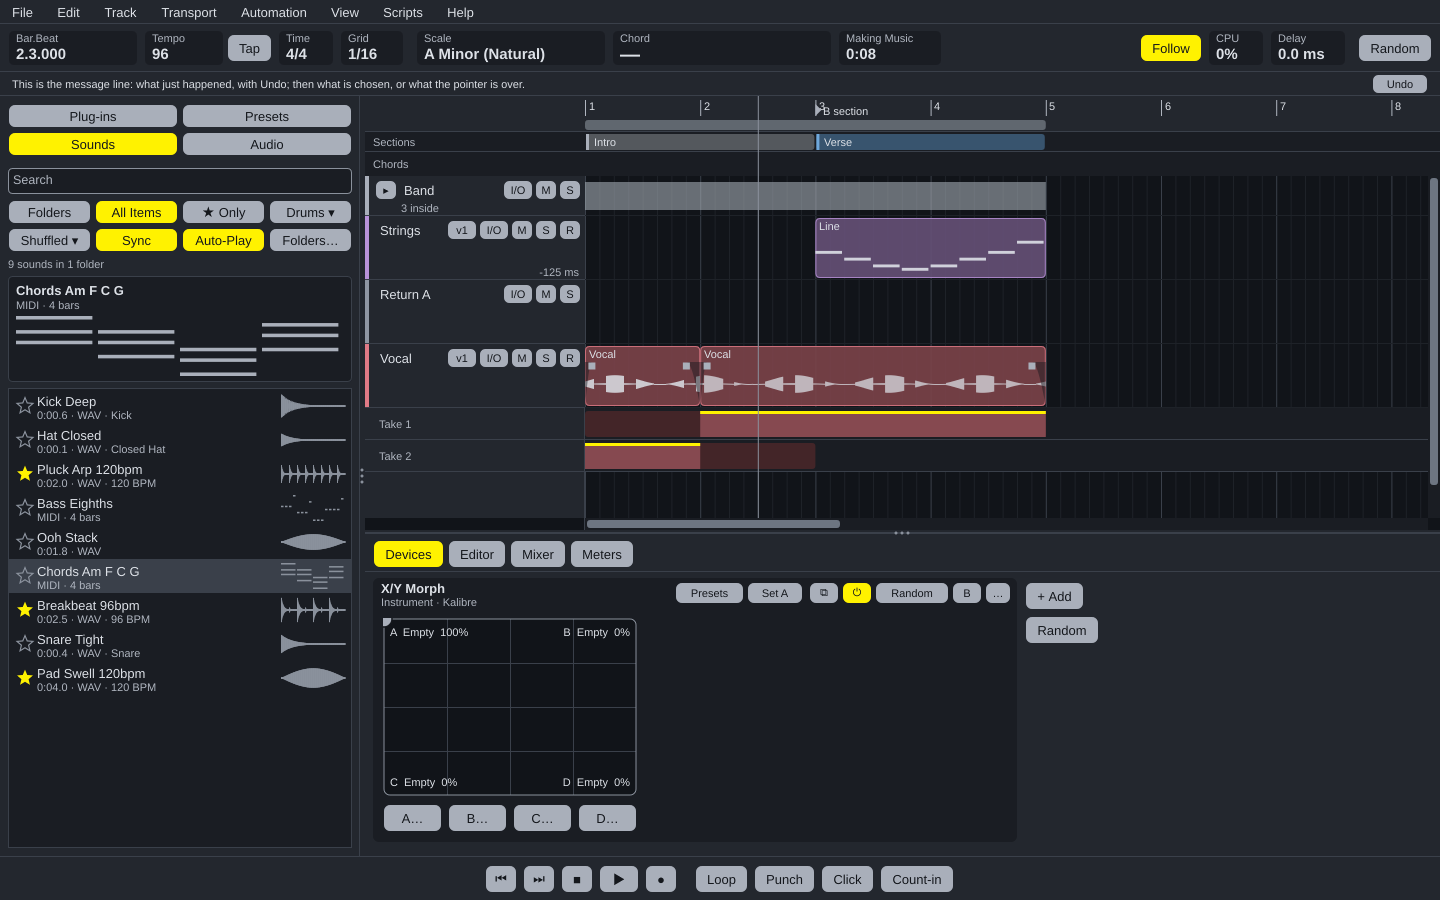 File Edit Track Transport Automation View Scripts Help
Bar.Beat Tempo Time Grid Scale Chord Making Music CPU Delay
2.3.000 96 Tap 4/4 1/16 A Minor (Natural) — 0:08 Follow 0% 0.0 ms Random
This is the message line: what just happened, with Undo; then what is chosen, or what the pointer is over. Undo
Plug-ins Presets
Sounds Audio
Search
Folders All Items ★ Only Drums ▾
Shuffled ▾ Sync Auto-Play Folders…
9 sounds in 1 folder
Chords Am F C G
MIDI · 4 bars
Kick Deep
0:00.6 · WAV · Kick
Hat Closed
0:00.1 · WAV · Closed Hat
Pluck Arp 120bpm
0:02.0 · WAV · 120 BPM
Bass Eighths
MIDI · 4 bars
Ooh Stack
0:01.8 · WAV
Chords Am F C G
MIDI · 4 bars
Breakbeat 96bpm
0:02.5 · WAV · 96 BPM
Snare Tight
0:00.4 · WAV · Snare
Pad Swell 120bpm
0:04.0 · WAV · 120 BPM
1 2 3 4 5 6 7 8
B section
Sections Intro Verse
Chords
Band I/O M S
3 inside
Strings v1 I/O M S R Line
-125 ms
Return A I/O M S
Vocal v1 I/O M S R Vocal Vocal
Take 1
Take 2
Devices Editor Mixer Meters
X/Y Morph Presets Set A Random B …
Instrument · Kalibre
+ Add
Random
A Empty 100% B Empty 0%
C Empty 0% D Empty 0%
A… B… C… D…
Loop Punch Click Count-in